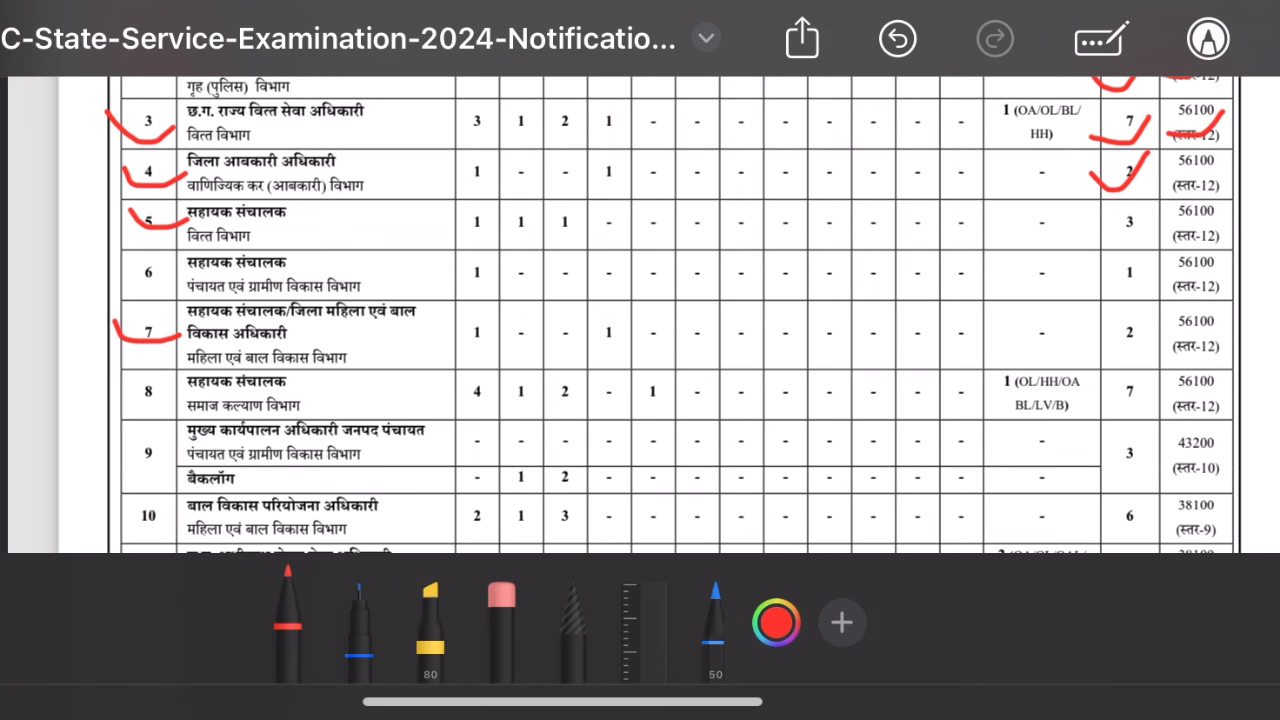 C-State-Service-Examination-2024-Notificatio...
गृह (पुलिस) विभाग (स्तर-12)
3 छ.ग. राज्य वित्त सेवा अधिकारी 3 1 2 1 - - - - - - - - 1 (OA/OL/BL/ 7 56100
वित्त विभाग HH) (स्तर-12)
4 जिला आबकारी अधिकारी 1 - - 1 - - - - - - - - - 2 56100
वाणिज्यिक कर (आबकारी) विभाग (स्तर-12)
5 सहायक संचालक 1 1 1 - - - - - - - - - - 3 56100
वित्त विभाग (स्तर-12)
6 सहायक संचालक 1 - - - - - - - - - - - - 1 56100
पंचायत एवं ग्रामीण विकास विभाग (स्तर-12)
सहायक संचालक/जिला महिला एवं बाल
7 विकास अधिकारी 1 - - 1 - - - - - - - - - 2 56100
महिला एवं बाल विकास विभाग (स्तर-12)
8 सहायक संचालक 4 1 2 - 1 - - - - - - - 1 (OL/HH/OA 7 56100
समाज कल्याण विभाग BL/LV/B) (स्तर-12)
मुख्य कार्यपालन अधिकारी जनपद पंचायत - - - - - - - - - - - - -
9 पंचायत एवं ग्रामीण विकास विभाग 3 43200
बैकलॉग - 1 2 - - - - - - - - - - (स्तर-10)
10 बाल विकास परियोजना अधिकारी 2 1 3 - - - - - - - - - - 6 38100
महिला एवं बाल विकास विभाग (स्तर-9)
80 50